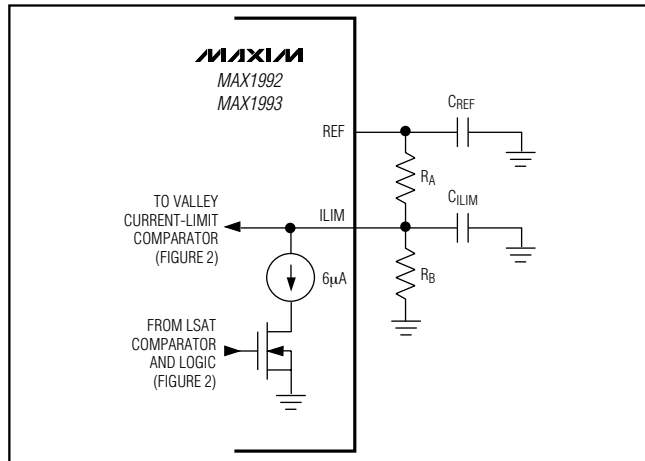 MAXIM
MAX1992
MAX1993
REF
CREF
RA
TO VALLEY
CURRENT-LIMIT
COMPARATOR
(FIGURE 2)
ILIM
CILIM
6µA
RB
FROM LSAT
COMPARATOR
AND LOGIC
(FIGURE 2)